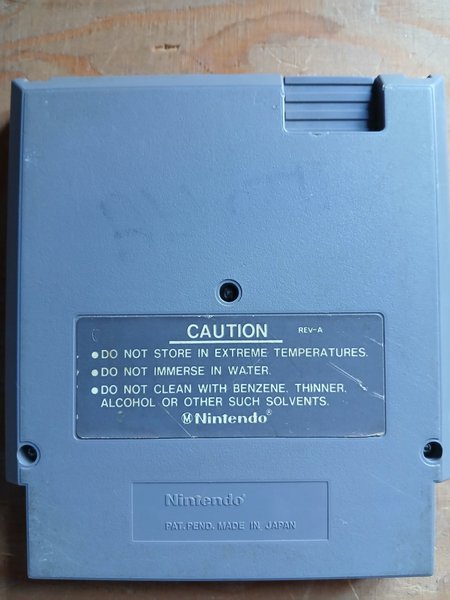 CAUTION REV-A
● DO NOT STORE IN EXTREME TEMPERATURES.
● DO NOT IMMERSE IN WATER.
● DO NOT CLEAN WITH BENZENE, THINNER,
ALCOHOL OR OTHER SUCH SOLVENTS.
Ⓜ Nintendo®
Nintendo®
PAT. PEND. MADE IN JAPAN